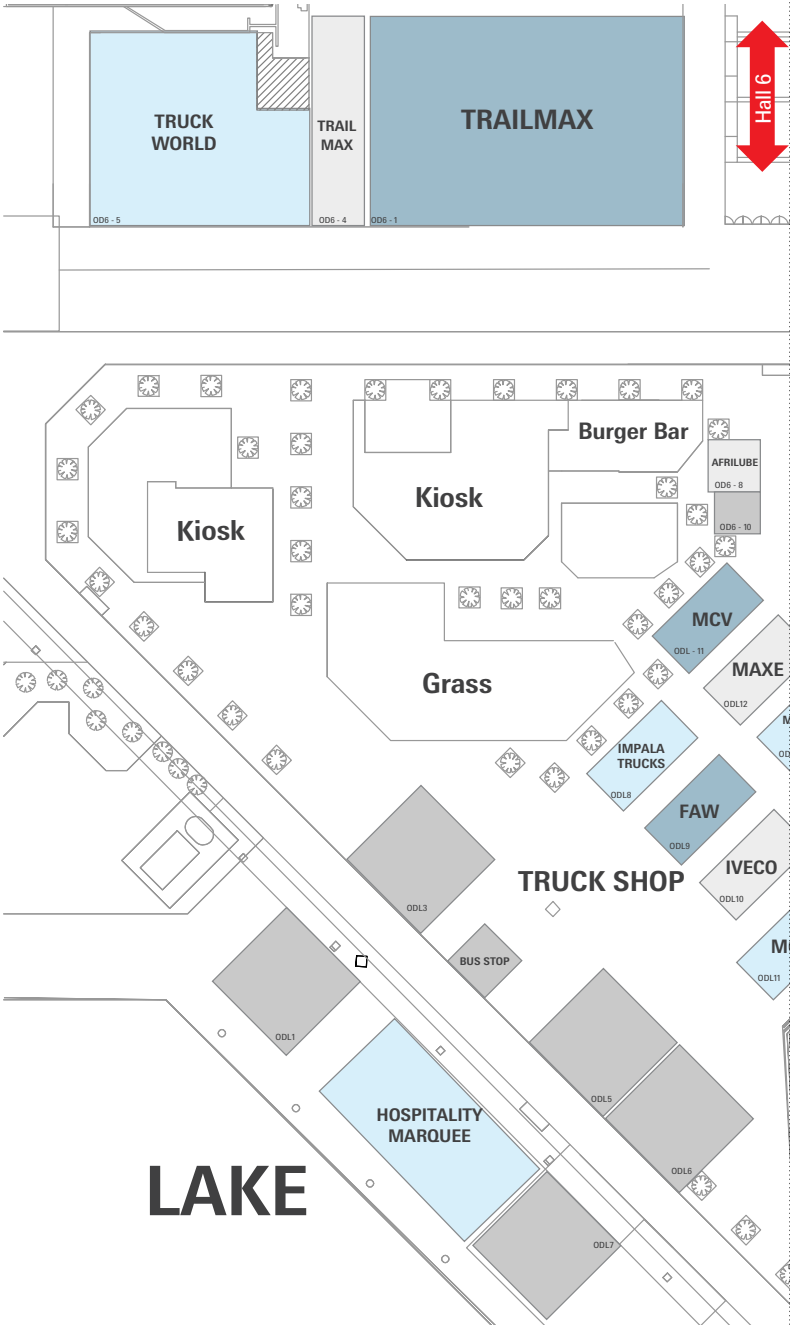 Hall 6
TRUCK
WORLD
OD6 - 5
TRAIL
MAX
OD6 - 4
TRAILMAX
OD6 - 1
Burger Bar
Kiosk
Kiosk
AFRILUBE
OD6 - 8
OD6 - 10
MCV
ODL - 11
MAXE
ODL12
Grass
IMPALA
TRUCKS
ODL8
FAW
ODL9
IVECO
ODL10
TRUCK SHOP
ODL3
BUS STOP
ODL11
ODL1
ODL5
ODL6
HOSPITALITY
MARQUEE
LAKE
ODL7